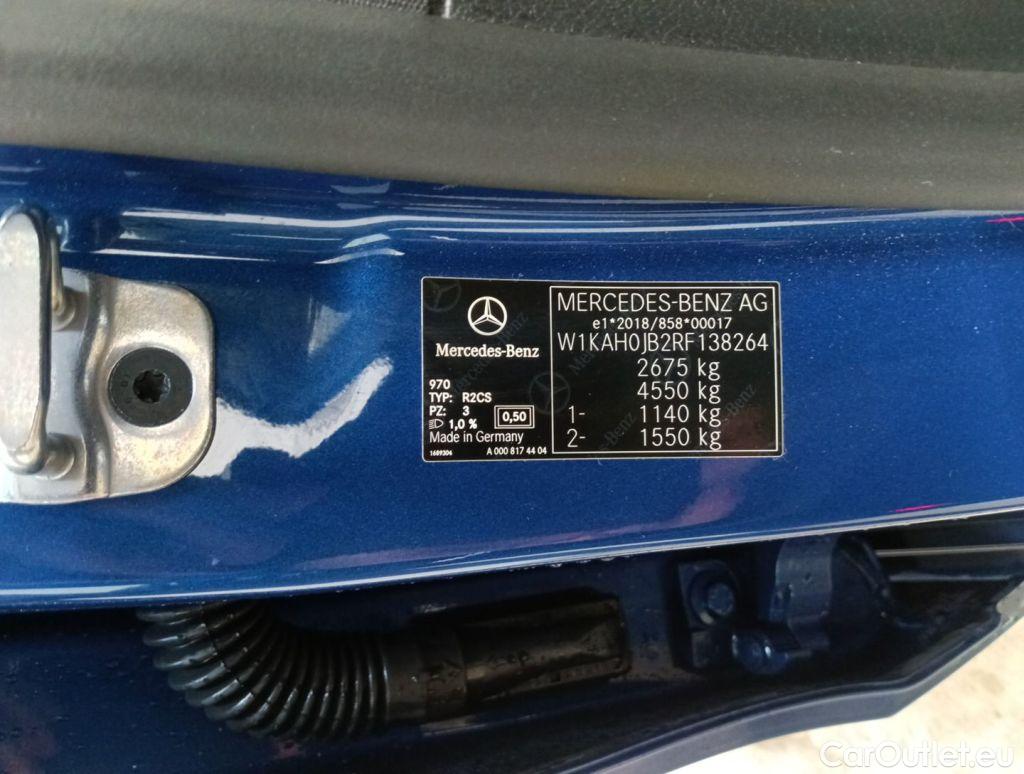 Mercedes-Benz
970
TYP: R2CS
PZ: 3
1,0 % 0,50
Made in Germany
1689304 A 000 817 44 04
MERCEDES-BENZ AG
e1*2018/858*00017
W1KAH0JB2RF138264
2675 kg
4550 kg
1- 1140 kg
2- 1550 kg
CarOutlet.eu